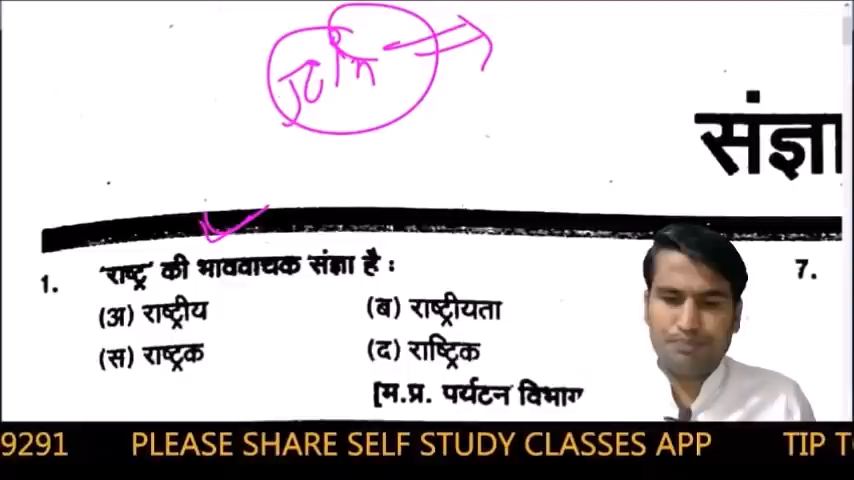 संज्ञा
1. 'राष्ट्र' की भाववाचक संज्ञा है :
7.
(अ) राष्ट्रीय (ब) राष्ट्रीयता
(स) राष्ट्रक (द) राष्ट्रिक
[म.प्र. पर्यटन विभाग
9291 PLEASE SHARE SELF STUDY CLASSES APP TIP T